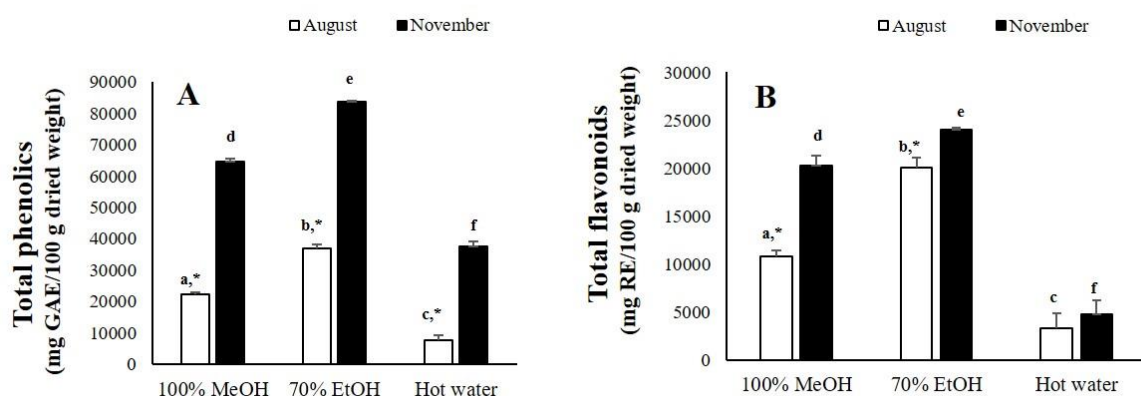 □August ■November
A
Total phenolics
(mg GAE/100 g dried weight)
90000
80000
70000
60000
50000
40000
30000
20000
10000
0
a,*
d
b,*
e
c,*
f
100% MeOH 70% EtOH Hot water
□August ■November
B
Total flavonoids
(mg RE/100 g dried weight)
30000
25000
20000
15000
10000
5000
0
a,*
d
b,*
e
c
f
100% MeOH 70% EtOH Hot water